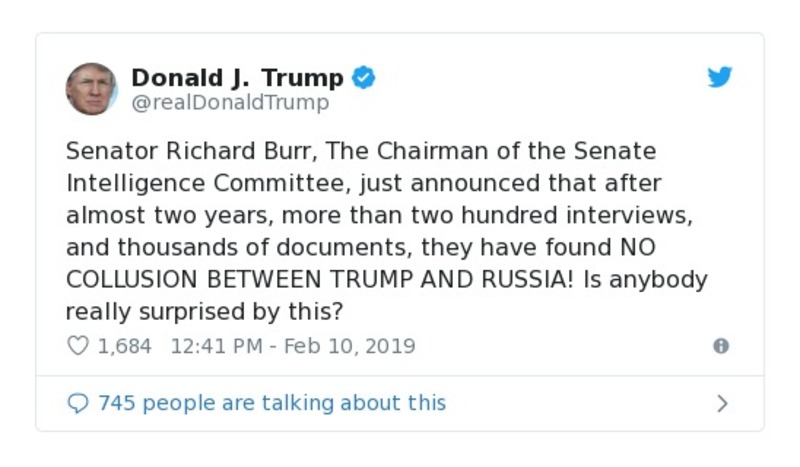 Donald J. Trump
@realDonaldTrump
Senator Richard Burr, The Chairman of the Senate
Intelligence Committee, just announced that after
almost two years, more than two hundred interviews,
and thousands of documents, they have found NO
COLLUSION BETWEEN TRUMP AND RUSSIA! Is anybody
really surprised by this?
1,684 12:41 PM - Feb 10, 2019
745 people are talking about this